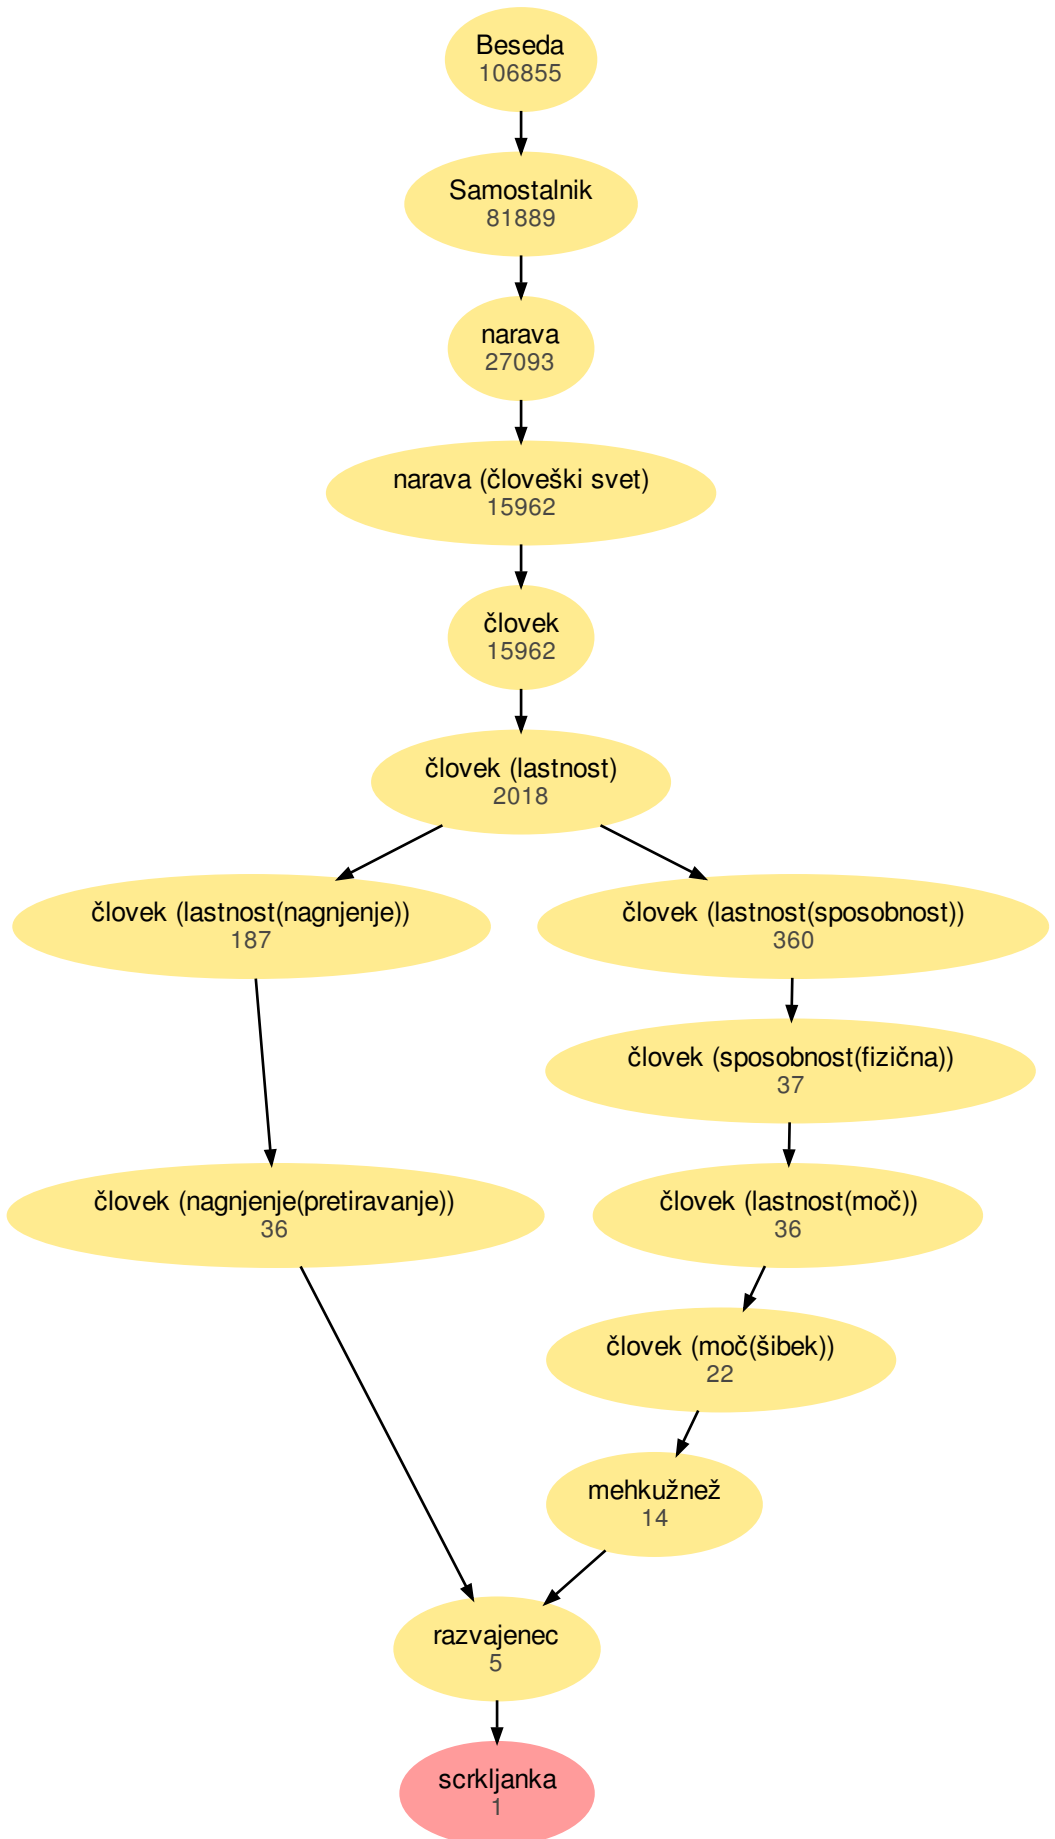 Beseda
106855
Samostalnik
81889
narava
27093
narava (človeški svet)
15962
človek
15962
človek (lastnost)
2018
človek (lastnost(nagnjenje))
187
človek (lastnost(sposobnost))
360
človek (sposobnost(fizična))
37
človek (nagnjenje(pretiravanje))
36
človek (lastnost(moč))
36
človek (moč(šibek))
22
mehkužnež
14
razvajenec
5
scrkljanka
1